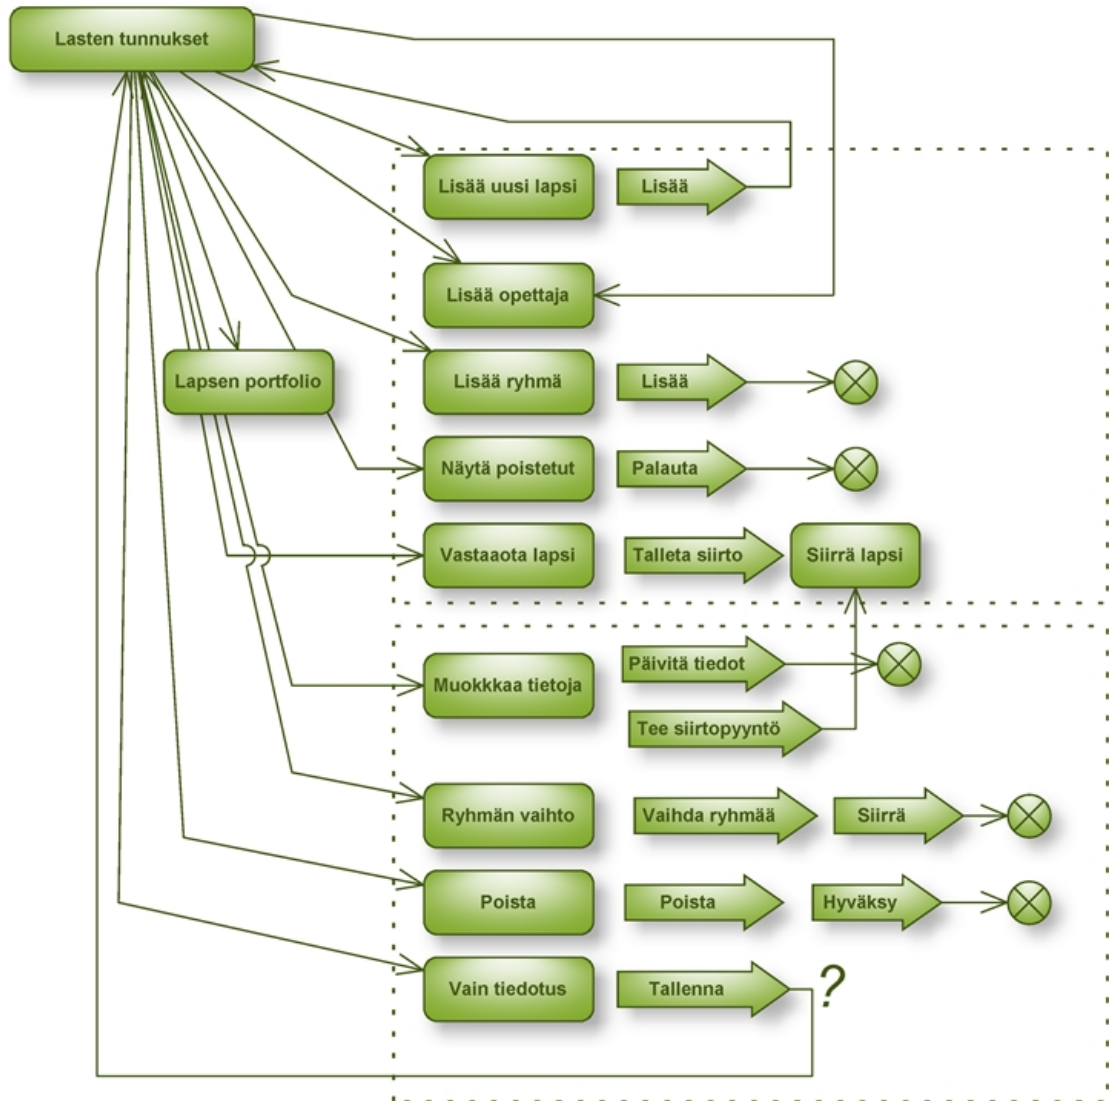 Lasten tunnukset
Lisää uusi lapsi
Lisää
Lisää opettaja
Lapsen portfolio
Lisää ryhmä
Lisää
Näytä poistetut
Palauta
Vastaaota lapsi
Talleta siirto
Siirrä lapsi
Muokkkaa tietoja
Päivitä tiedot
Tee siirtopyyntö
Ryhmän vaihto
Vaihda ryhmää
Siirrä
Poista
Poista
Hyväksy
Vain tiedotus
Tallenna
?